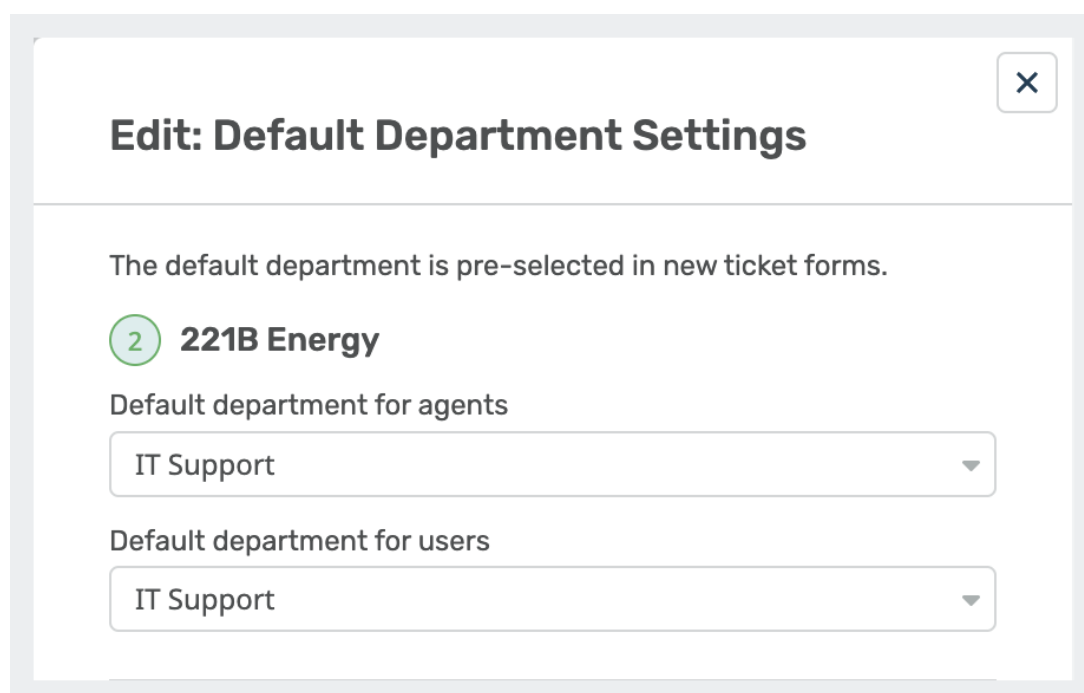 Edit: Default Department Settings
The default department is pre-selected in new ticket forms.
2 221B Energy
Default department for agents
IT Support
Default department for users
IT Support